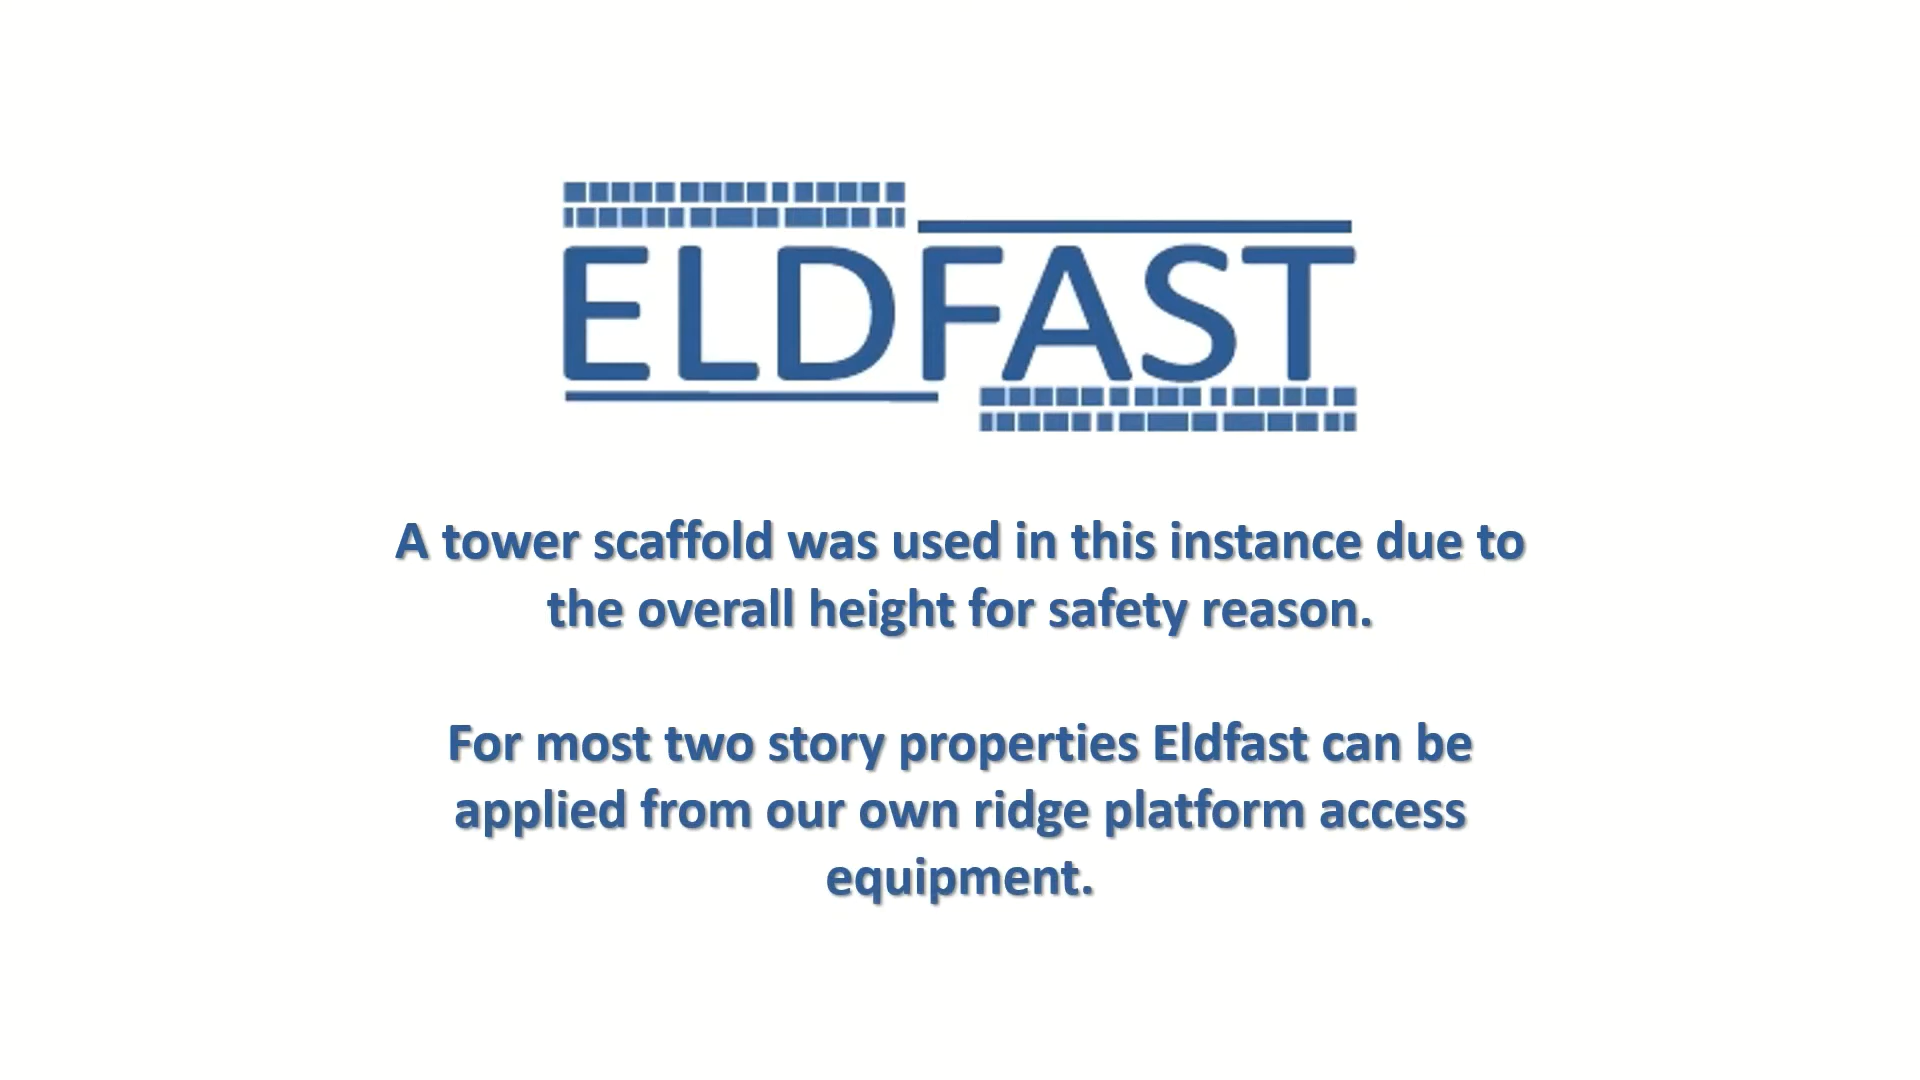 ELDFAST
A tower scaffold was used in this instance due to
the overall height for safety reason.
For most two story properties Eldfast can be
applied from our own ridge platform access
equipment.